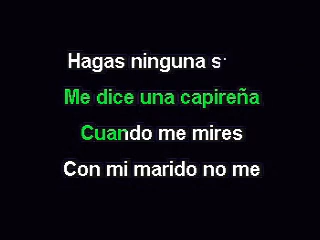 Hagas ninguna
Me dice una capireña
Cuando me mires
Con mi marido no me